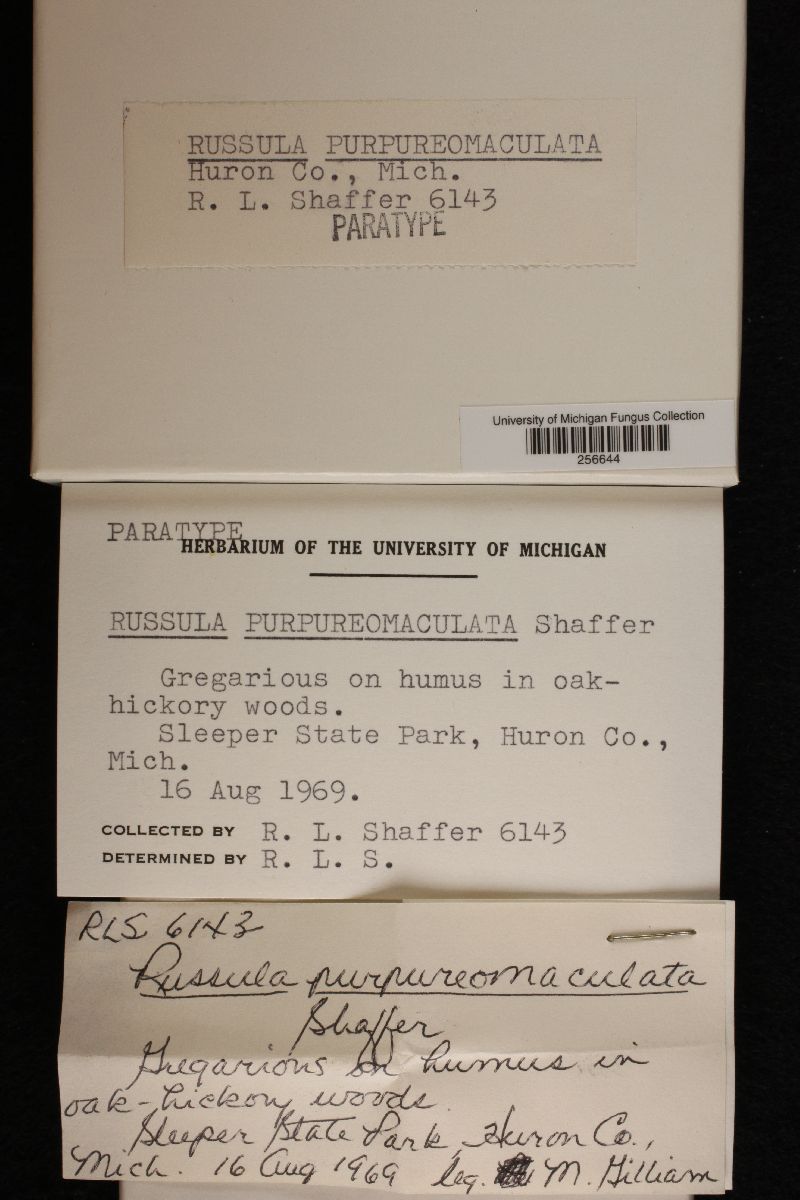 RUSSULA PURPUREOMACULATA
Huron Co., Mich.
R. L. Shaffer 6143
PARATYPE
University of Michigan Fungus Collection
256644
PARATYPE
HERBARIUM OF THE UNIVERSITY OF MICHIGAN
RUSSULA PURPUREOMACULATA Shaffer
Gregarious on humus in oak-
hickory woods.
Sleeper State Park, Huron Co.,
Mich.
16 Aug 1969.
COLLECTED BY R. L. Shaffer 6143
DETERMINED BY R. L. S.
RLS 6143
Russula purpureomaculata
Shaffer
Gregarious on humus in
oak-hickory woods.
Sleeper State Park, Huron Co.,
Mich. 16 Aug 1969 leg. M. Gilliam